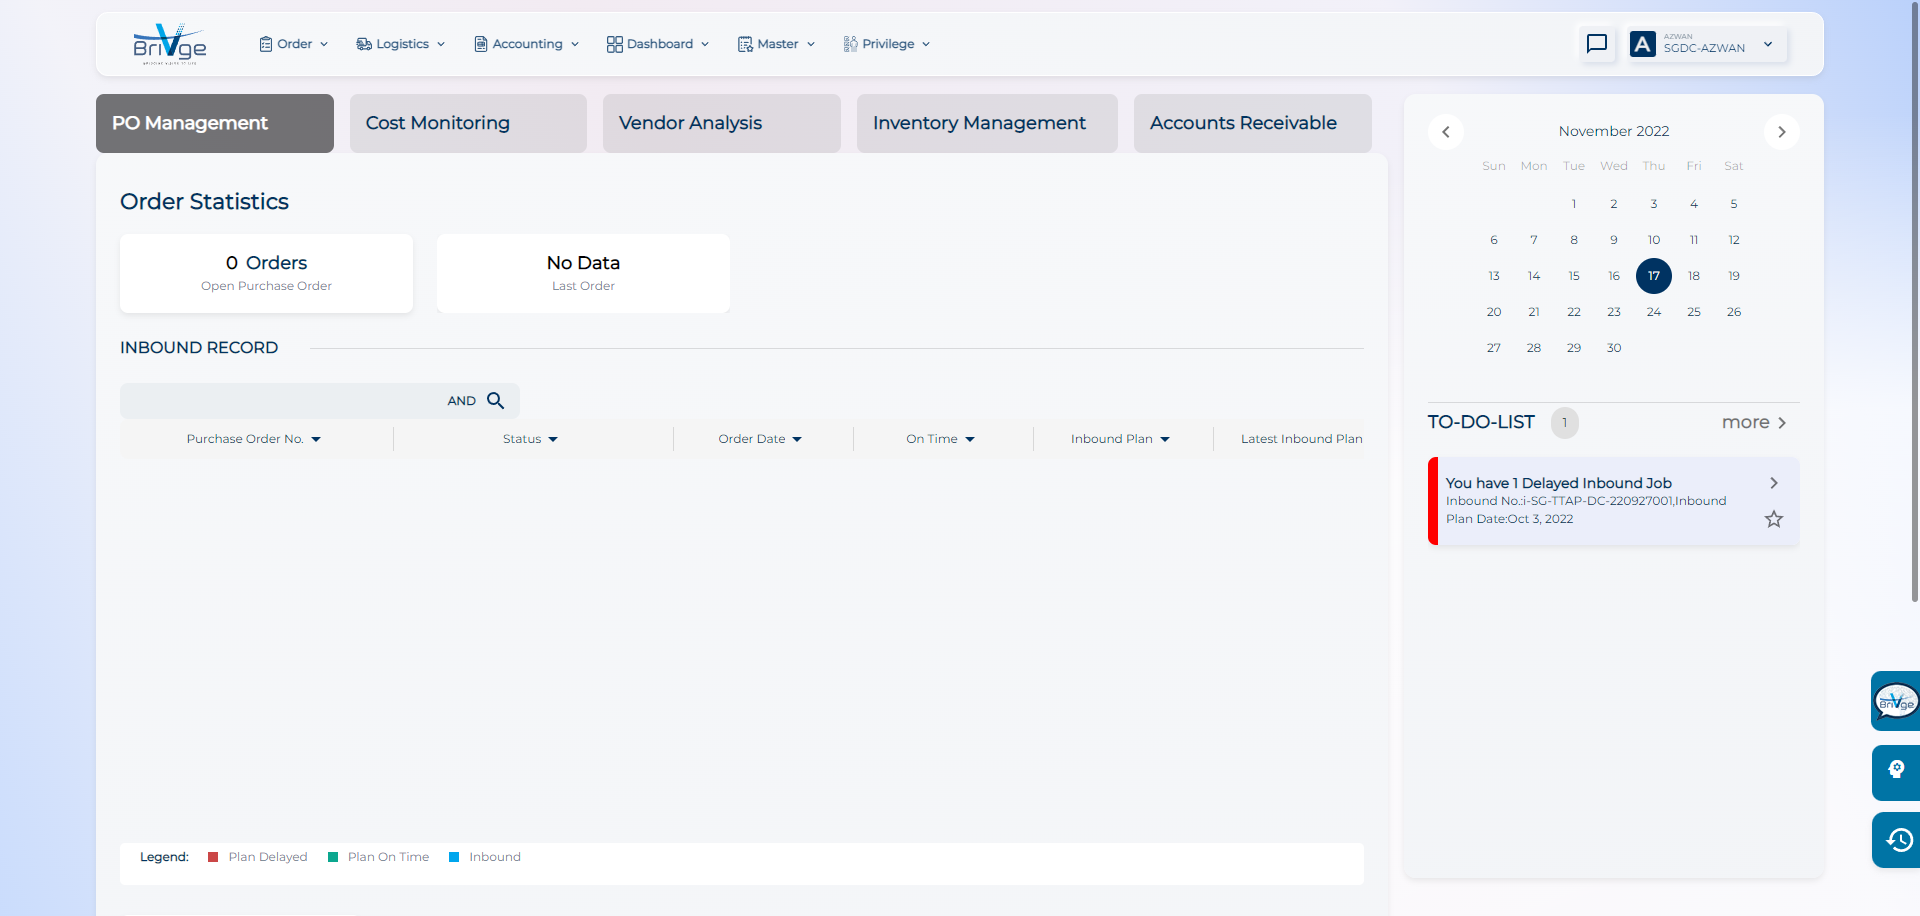 BriVge
Order
Logistics
Accounting
Dashboard
Master
Privilege
A
AZWAN
SGDC-AZWAN
PO Management
Cost Monitoring
Vendor Analysis
Inventory Management
Accounts Receivable
Order Statistics
0 Orders
Open Purchase Order
No Data
Last Order
INBOUND RECORD
AND
Purchase Order No.
Status
Order Date
On Time
Inbound Plan
Latest Inbound Plan
Legend:
Plan Delayed
Plan On Time
Inbound
November 2022
Sun Mon Tue Wed Thu Fri Sat
1 2 3 4 5
6 7 8 9 10 11 12
13 14 15 16 17 18 19
20 21 22 23 24 25 26
27 28 29 30
TO-DO-LIST 1 more
You have 1 Delayed Inbound Job
Inbound No.:i-SG-TTAP-DC-220927001,Inbound
Plan Date:Oct 3, 2022
BriVge